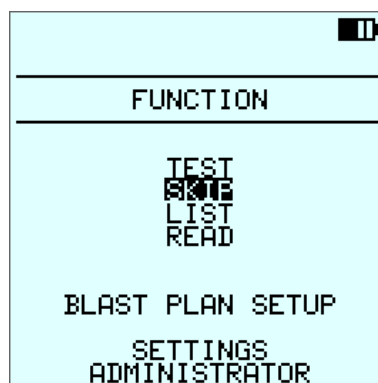 FUNCTION
TEST
SKIP
LIST
READ
BLAST PLAN SETUP
SETTINGS
ADMINISTRATOR